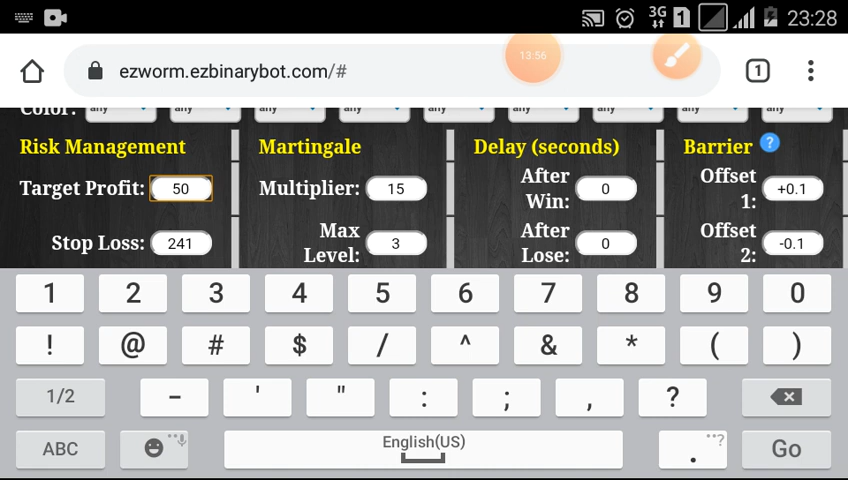 3G 1 23:28
ezworm.ezbinarybot.com/# 13:56 1
Color: any any any any any any any any any
Risk Management Martingale Delay (seconds) Barrier ?
Target Profit: 50 Multiplier: 15 After Win: 0 Offset 1: +0.1
Stop Loss: 241 Max Level: 3 After Lose: 0 Offset 2: -0.1
1 2 3 4 5 6 7 8 9 0
! @ # $ / ^ & * ( )
1/2 - ' " : ; , ?
ABC English(US) . ..? Go